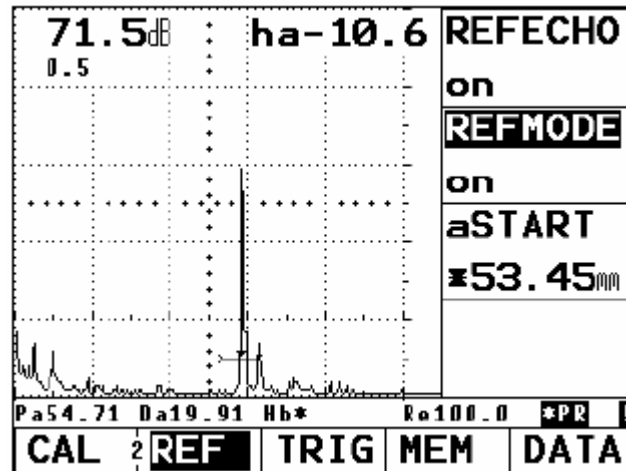 71.5dB ha-10.6 REFECHO
0.5
on
REFMODE
on
aSTART
53.45mm
Pa54.71 Da19.91 Hb* Re100.0 *PR
CAL 2 REF TRIG MEM DATA